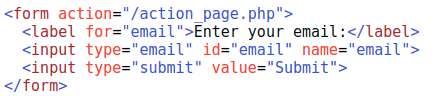 <form action="/action_page.php">
  <label for="email">Enter your email:</label>
  <input type="email" id="email" name="email">
  <input type="submit" value="Submit">
</form>